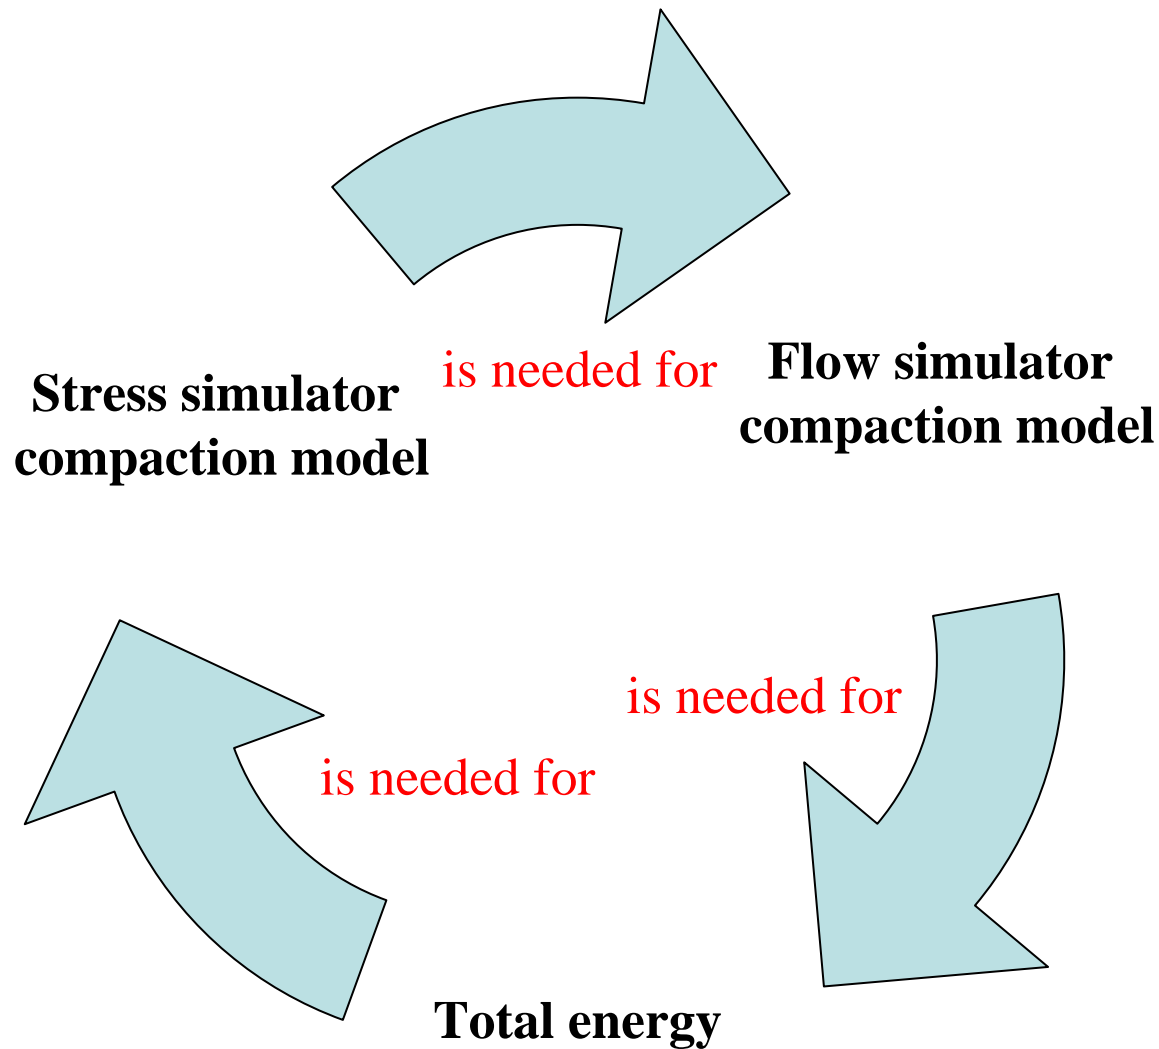 Stress simulator
compaction model
is needed for
Flow simulator
compaction model
is needed for
is needed for
Total energy